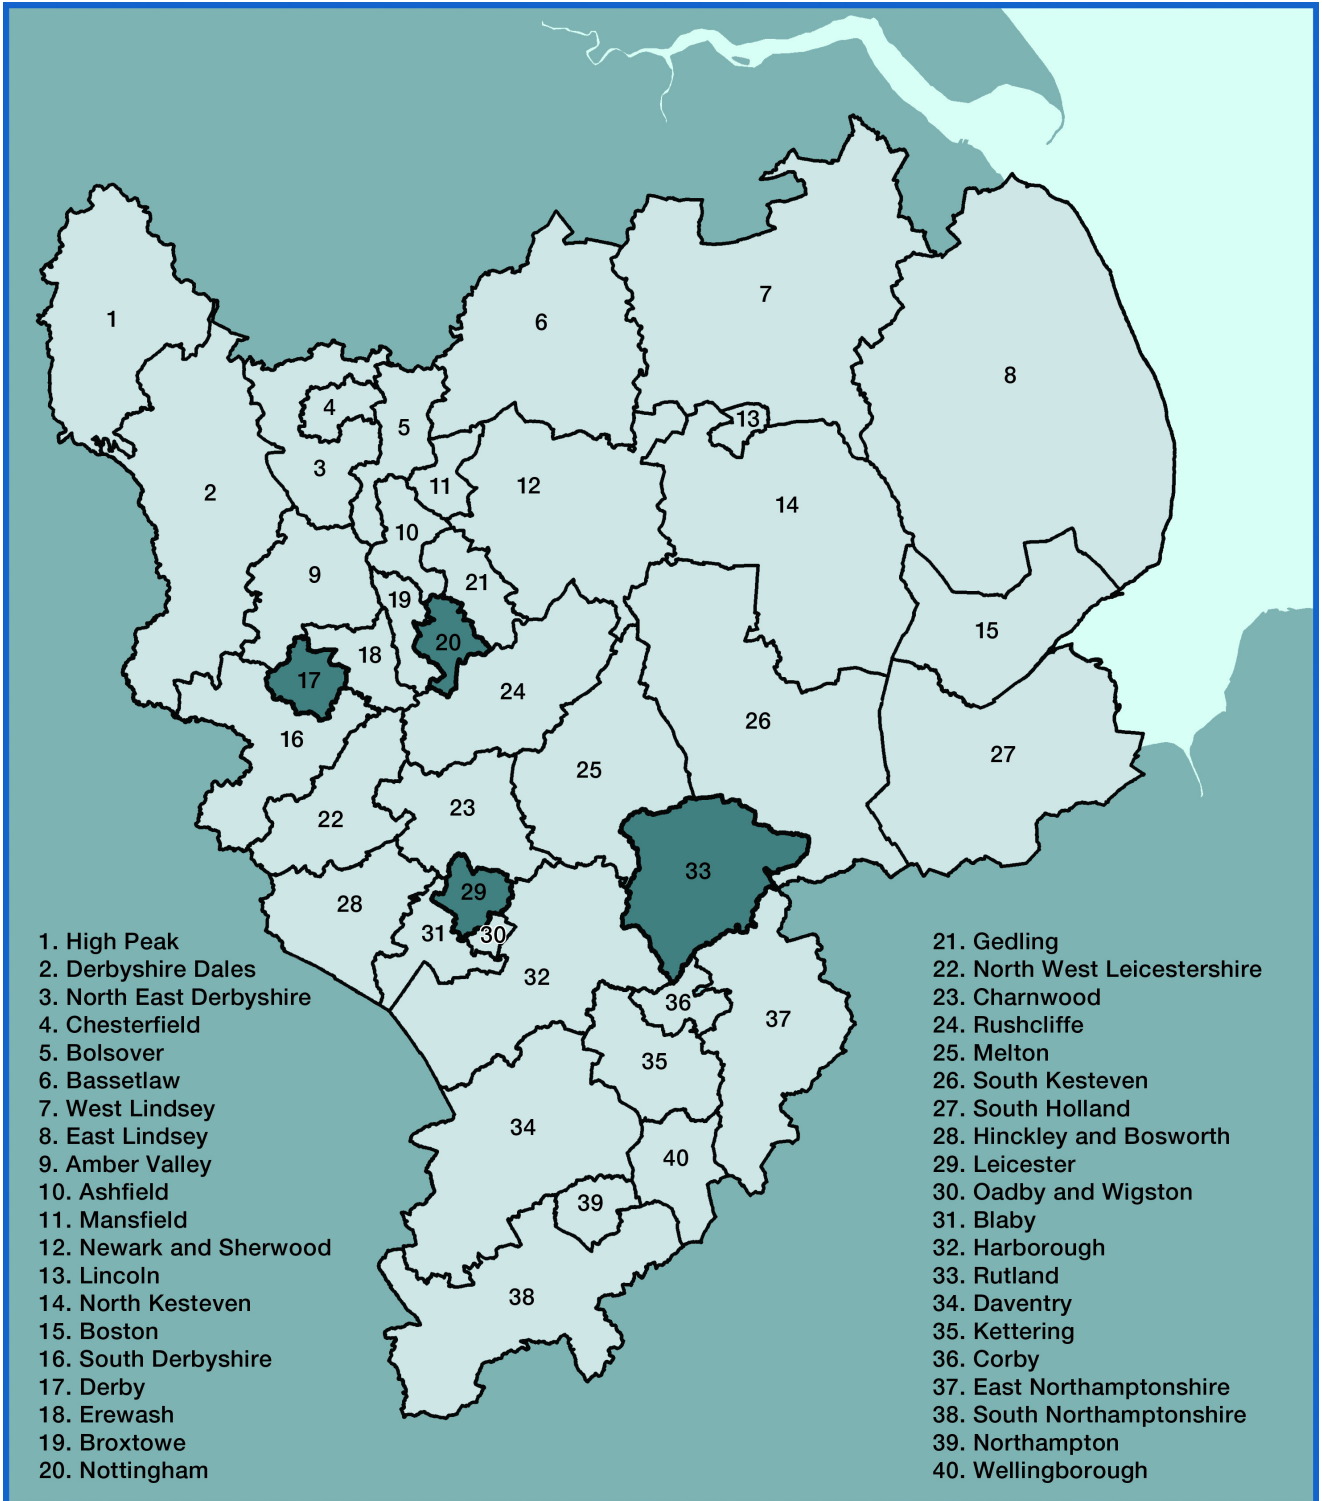 1
2
3
4
5
6
7
8
9
10
11
12
13
14
15
16
17
18
19
20
21
22
23
24
25
26
27
28
29
30
31
32
33
34
35
36
37
38
39
40
1. High Peak
2. Derbyshire Dales
3. North East Derbyshire
4. Chesterfield
5. Bolsover
6. Bassetlaw
7. West Lindsey
8. East Lindsey
9. Amber Valley
10. Ashfield
11. Mansfield
12. Newark and Sherwood
13. Lincoln
14. North Kesteven
15. Boston
16. South Derbyshire
17. Derby
18. Erewash
19. Broxtowe
20. Nottingham
21. Gedling
22. North West Leicestershire
23. Charnwood
24. Rushcliffe
25. Melton
26. South Kesteven
27. South Holland
28. Hinckley and Bosworth
29. Leicester
30. Oadby and Wigston
31. Blaby
32. Harborough
33. Rutland
34. Daventry
35. Kettering
36. Corby
37. East Northamptonshire
38. South Northamptonshire
39. Northampton
40. Wellingborough